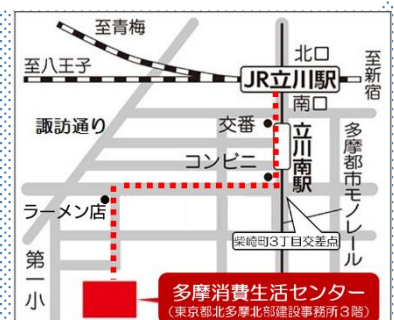 至青梅
北口
至八王子
JR立川駅
至新宿
南口
諏訪通り
交番
立川南駅
多摩都市モノレール
コンビニ
ラーメン店
柴崎町3丁目交差点
第一小
多摩消費生活センター
(東京都北多摩北部建設事務所3階)